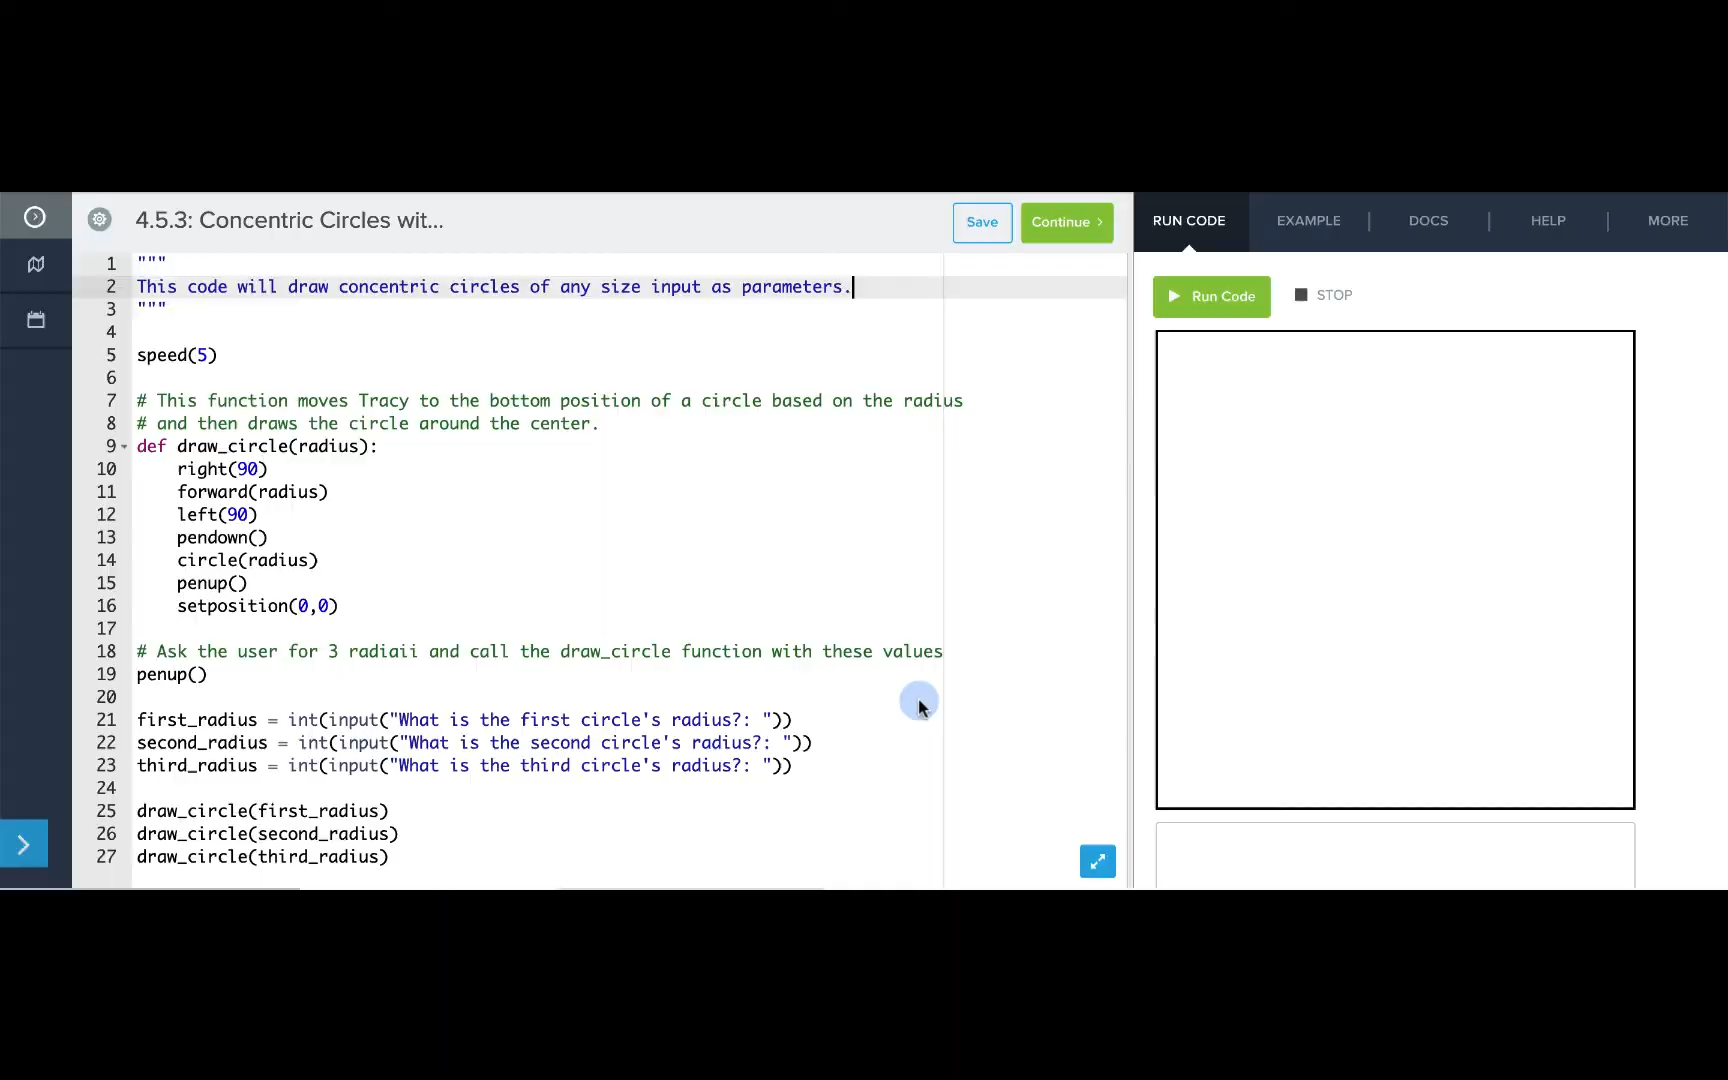 4.5.3: Concentric Circles wit...
Save
Continue
RUN CODE
EXAMPLE
DOCS
HELP
MORE
1 """
2 This code will draw concentric circles of any size input as parameters.
3 """
4
5 speed(5)
6
7 # This function moves Tracy to the bottom position of a circle based on the radius
8 # and then draws the circle around the center.
9 def draw_circle(radius):
10 right(90)
11 forward(radius)
12 left(90)
13 pendown()
14 circle(radius)
15 penup()
16 setposition(0,0)
17
18 # Ask the user for 3 radiaii and call the draw_circle function with these values
19 penup()
20
21 first_radius = int(input("What is the first circle's radius?: "))
22 second_radius = int(input("What is the second circle's radius?: "))
23 third_radius = int(input("What is the third circle's radius?: "))
24
25 draw_circle(first_radius)
26 draw_circle(second_radius)
27 draw_circle(third_radius)
Run Code
STOP